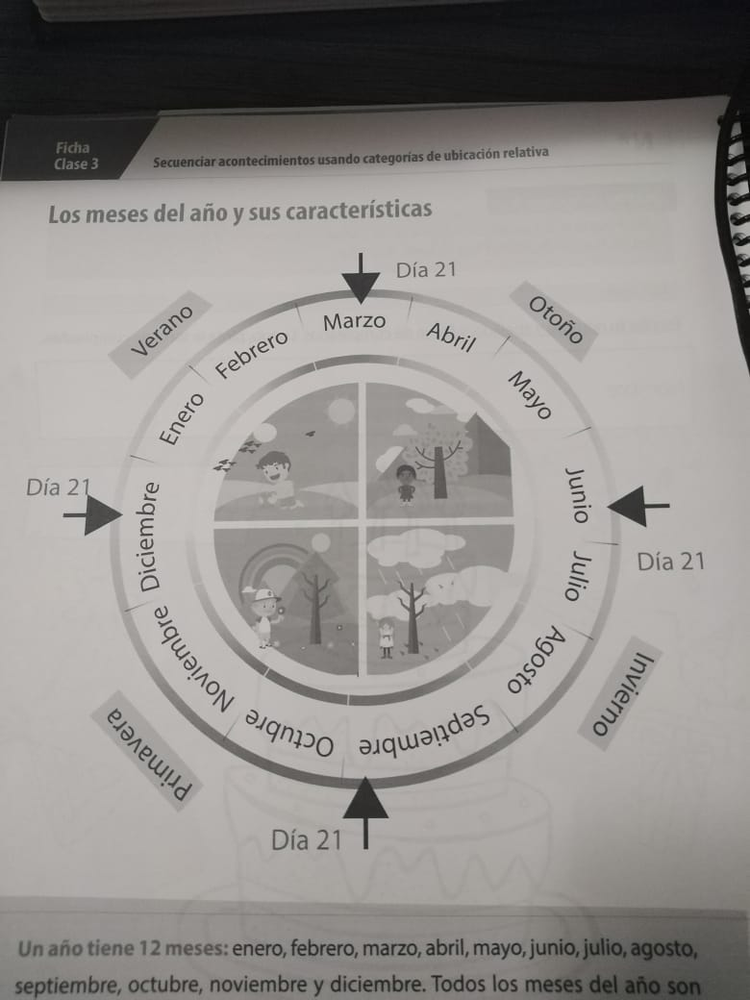 Ficha
Clase 3
Secuenciar acontecimientos usando categorías de ubicación relativa
Los meses del año y sus características
Día 21
Verano
Otoño
Enero
Febrero
Marzo
Abril
Mayo
Junio
Julio
Agosto
Septiembre
Octubre
Noviembre
Diciembre
Día 21
Día 21
Invierno
Primavera
Día 21
Un año tiene 12 meses: enero, febrero, marzo, abril, mayo, junio, julio, agosto,
septiembre, octubre, noviembre y diciembre. Todos los meses del año son